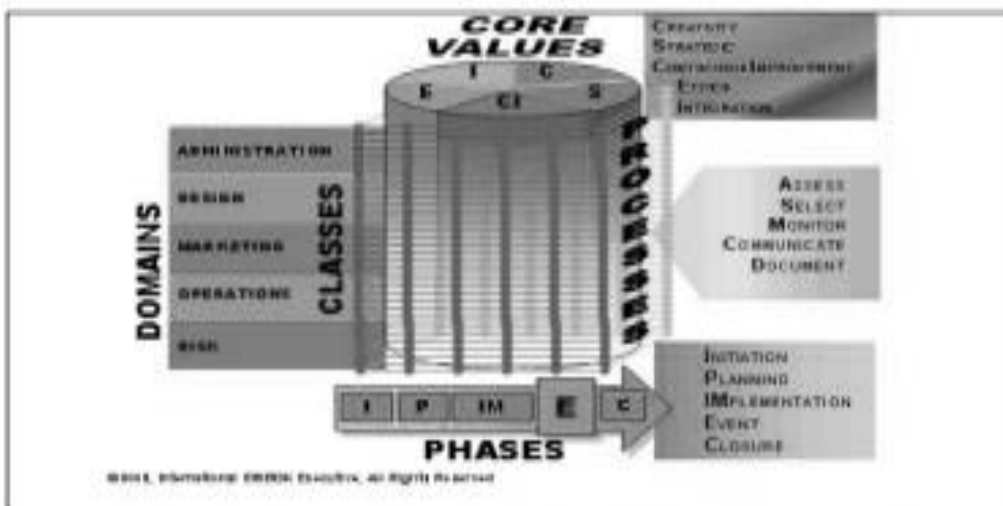 CORE
VALUES
I C
E CI S
CREATIVITY
STRATEGIC
CONTINUOUS IMPROVEMENT
ETHICS
INTEGRATION
DOMAINS
ADMINISTRATION
DESIGN
MARKETING
OPERATIONS
RISK
CLASSES
PROCESSES
ASSESS
SELECT
MONITOR
COMMUNICATE
DOCUMENT
I P IM E C
PHASES
INITIATION
PLANNING
IMPLEMENTATION
EVENT
CLOSURE
International EMBOK Executive, All Rights Reserved